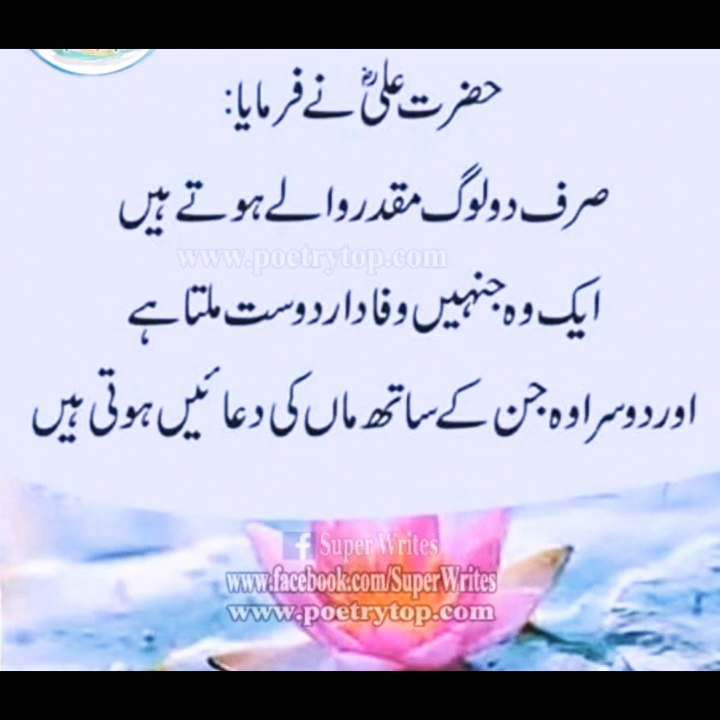 حضرت علیؓ نے فرمایا:
صرف دو لوگ مقدر والے ہوتے ہیں
www.poetrytop.com
ایک وہ جنہیں وفادار دوست ملتا ہے
اور دوسرا وہ جن کے ساتھ ماں کی دعائیں ہوتی ہیں
f Super Writes
www.facebook.com/SuperWrites
www.poetrytop.com